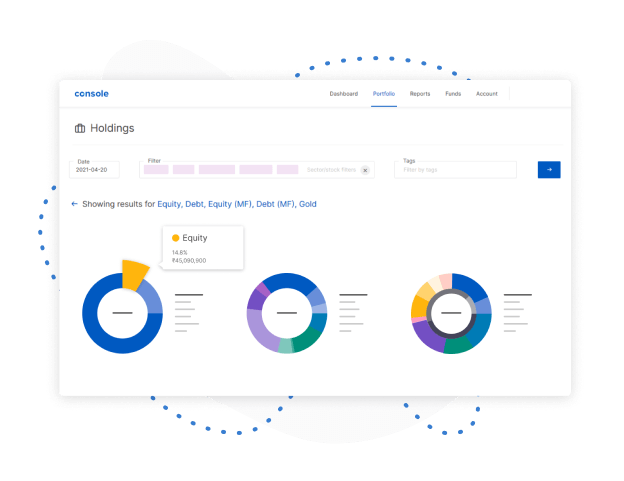 console
Dashboard Portfolio Reports Funds Account
Holdings
Date
2021-04-20
Filter
Sector/stock filters
Tags
Filter by tags
← Showing results for Equity, Debt, Equity (MF), Debt (MF), Gold
Equity
14.8%
₹45,090,900